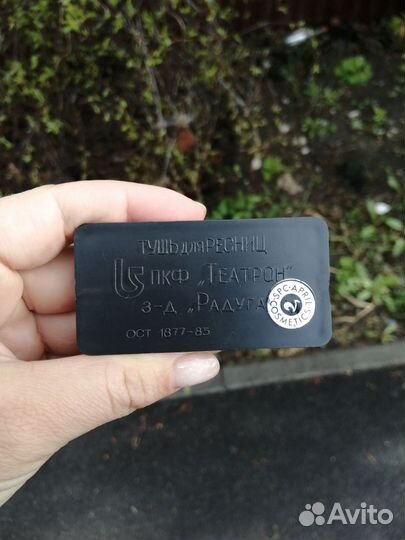 ТУШЬ для РЕСНИЦ
ПКФ „ТЕАТРОН"
З-Д „РАДУГА
ОСТ 1877-85
SPC·APRIL
COSMETICS
Avito